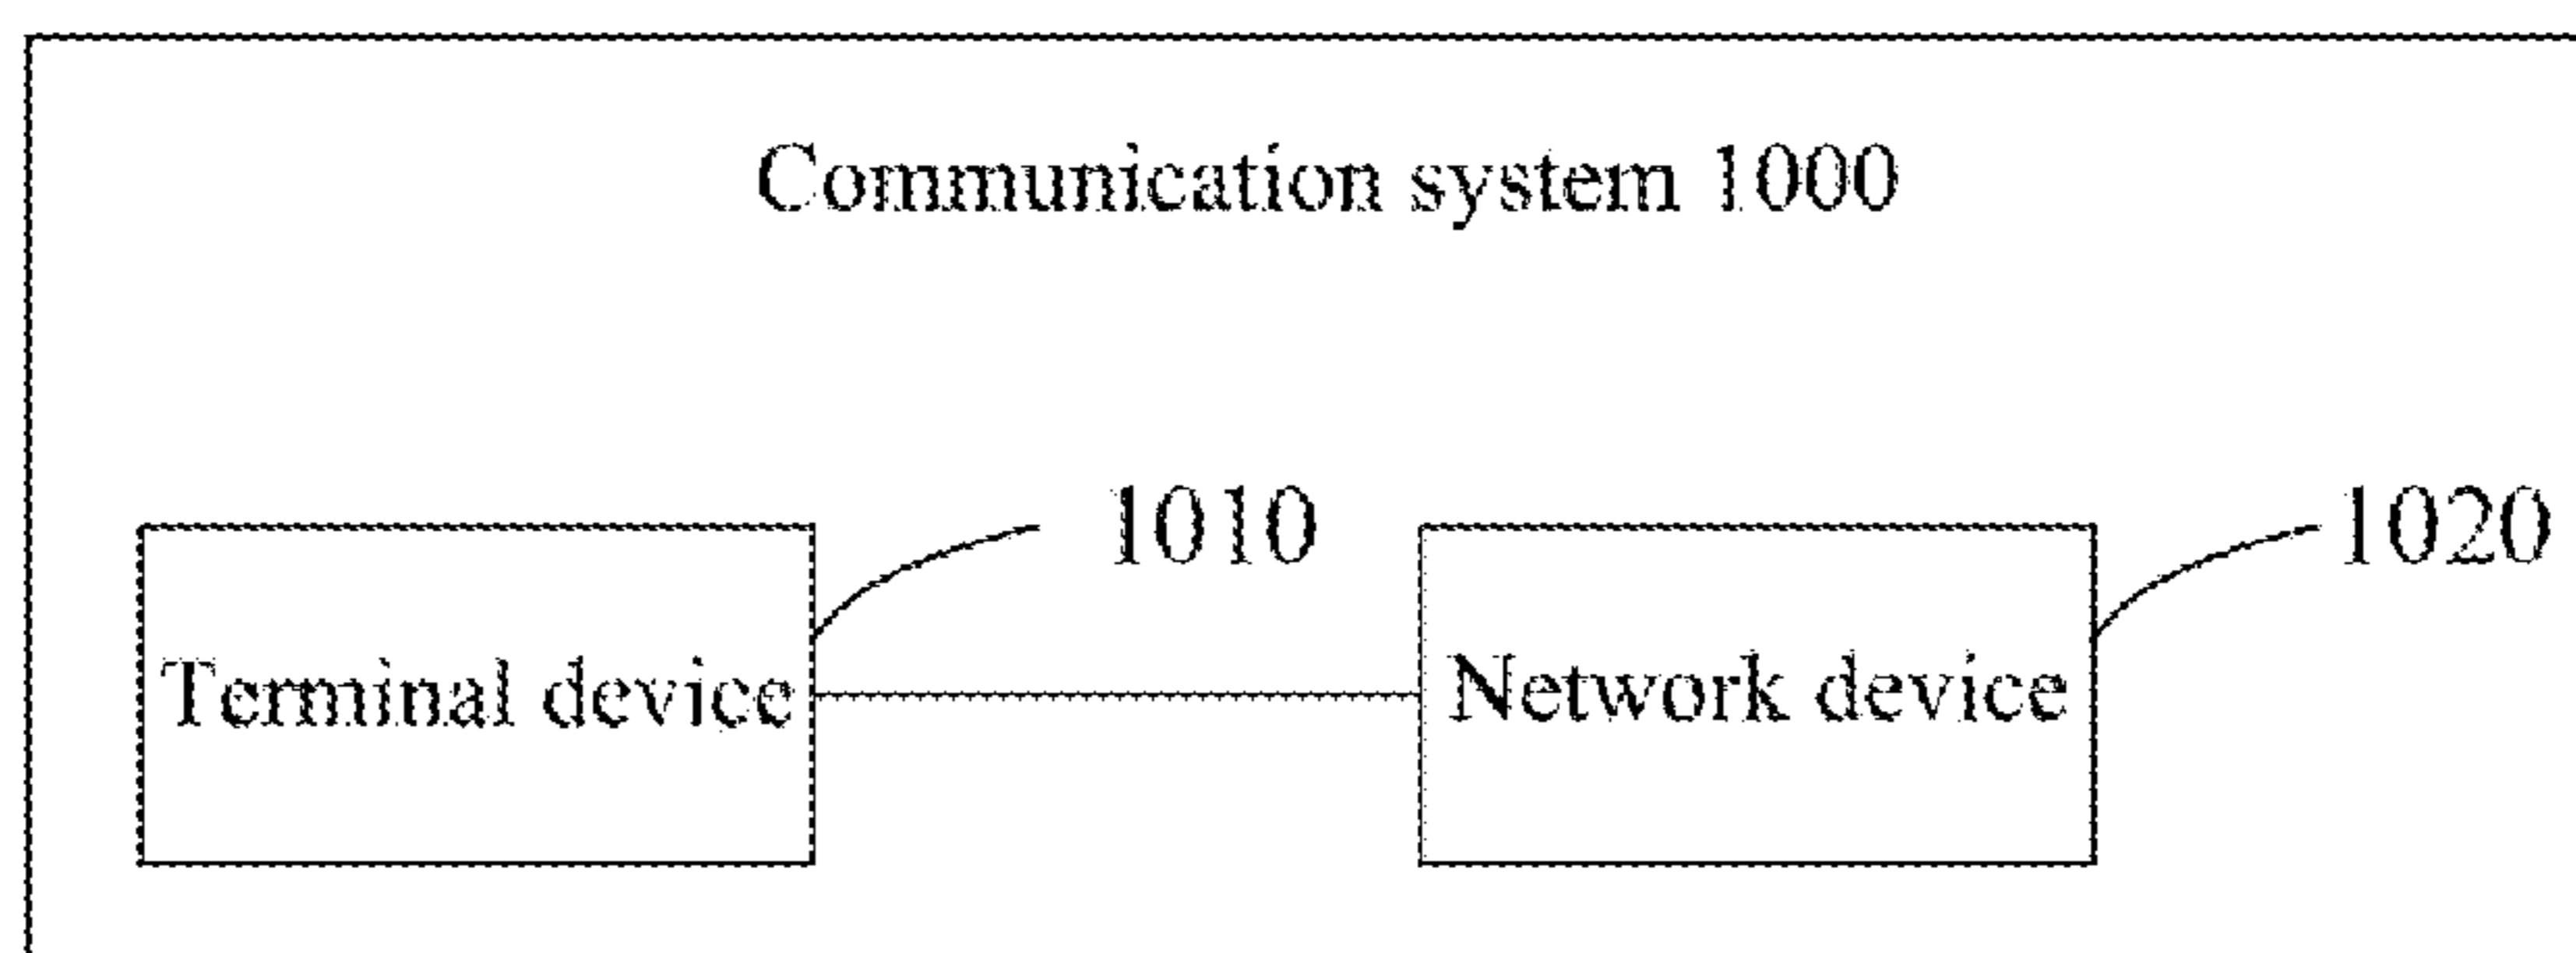 Communication system 1000
1010
1020
Terminal device
Network device